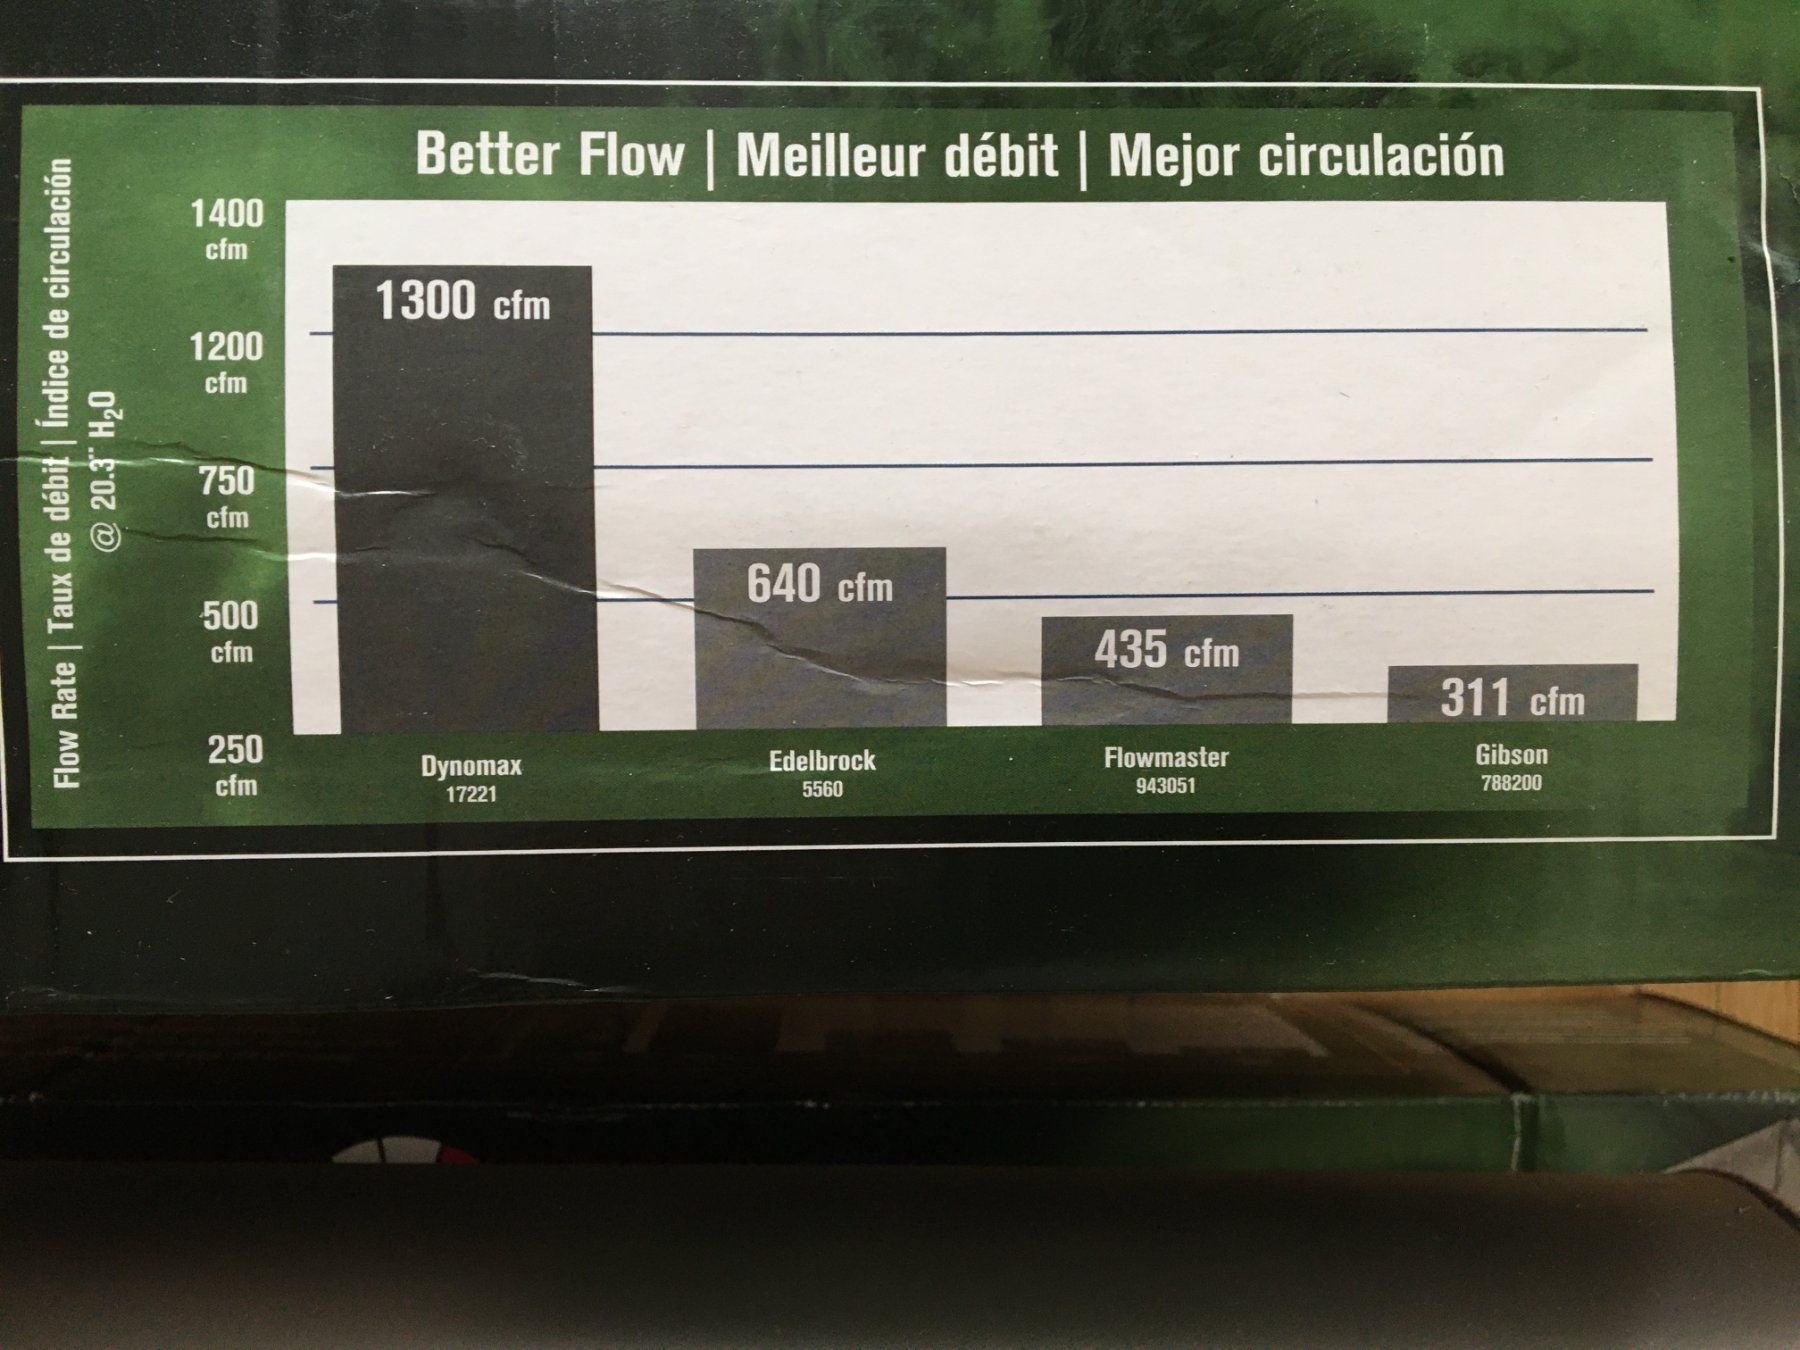 Better Flow | Meilleur débit | Mejor circulación
Flow Rate | Taux de débit | Índice de circulación
@ 20.3" H₂O
1400
cfm
1200
cfm
750
cfm
500
cfm
250
cfm
1300 cfm
640 cfm
435 cfm
311 cfm
Dynomax
17221
Edelbrock
5560
Flowmaster
943051
Gibson
788200